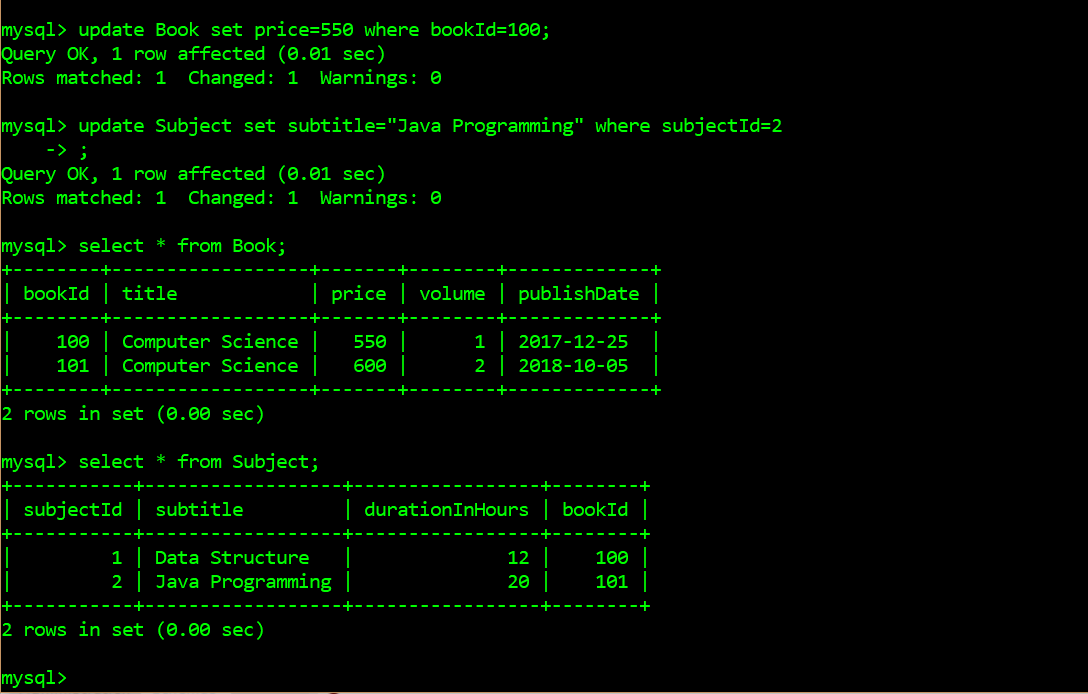 mysql> update Book set price=550 where bookId=100;
Query OK, 1 row affected (0.01 sec)
Rows matched: 1  Changed: 1  Warnings: 0

mysql> update Subject set subtitle="Java Programming" where subjectId=2
    -> ;
Query OK, 1 row affected (0.01 sec)
Rows matched: 1  Changed: 1  Warnings: 0

mysql> select * from Book;
+--------+------------------+-------+--------+-------------+
| bookId | title            | price | volume | publishDate |
+--------+------------------+-------+--------+-------------+
|    100 | Computer Science |   550 |      1 | 2017-12-25  |
|    101 | Computer Science |   600 |      2 | 2018-10-05  |
+--------+------------------+-------+--------+-------------+
2 rows in set (0.00 sec)

mysql> select * from Subject;
+-----------+------------------+-----------------+--------+
| subjectId | subtitle         | durationInHours | bookId |
+-----------+------------------+-----------------+--------+
|         1 | Data Structure   |              12 |    100 |
|         2 | Java Programming |              20 |    101 |
+-----------+------------------+-----------------+--------+
2 rows in set (0.00 sec)

mysql>